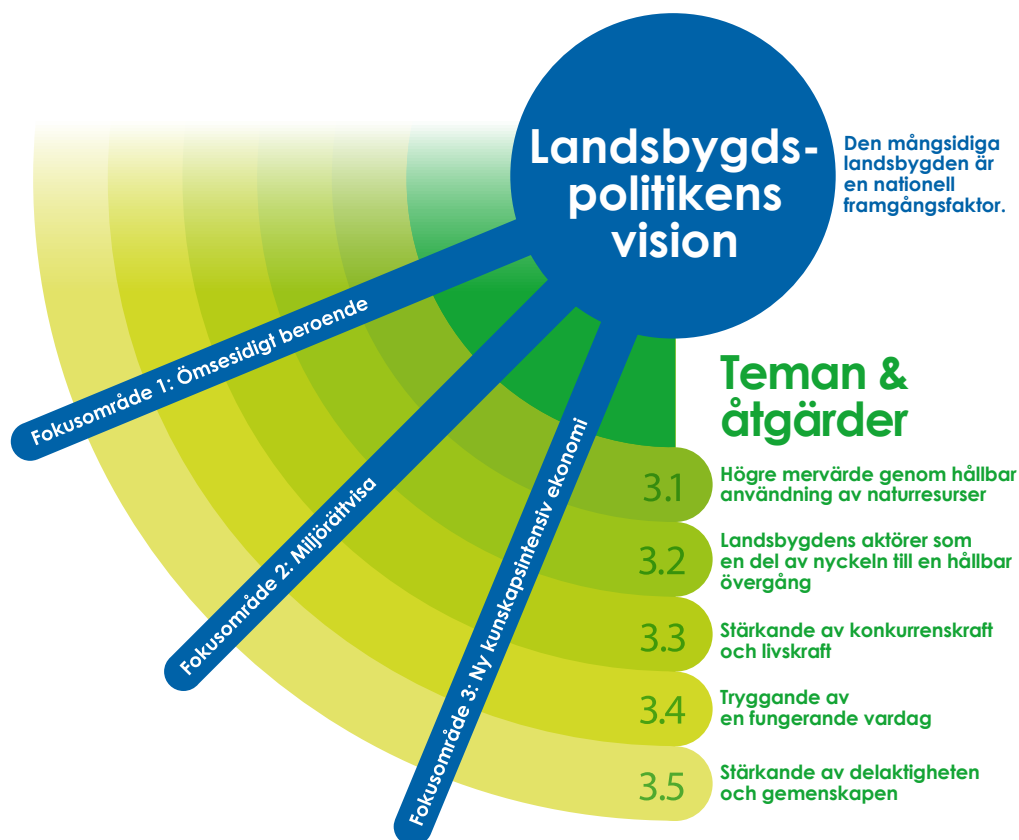 Landsbygds-
politikens
vision
Den mångsidiga
landsbygden är
en nationell
framgångsfaktor.
Fokusområde 1: Ömsesidigt beroende
Fokusområde 2: Miljörättvisa
Fokusområde 3: Ny kunskapsintensiv ekonomi
Teman &
åtgärder
3.1
Högre mervärde genom hållbar
användning av naturresurser
3.2
Landsbygdens aktörer som
en del av nyckeln till en hållbar
övergång
3.3
Stärkande av konkurrenskraft
och livskraft
3.4
Tryggande av
en fungerande vardag
3.5
Stärkande av delaktigheten
och gemenskapen